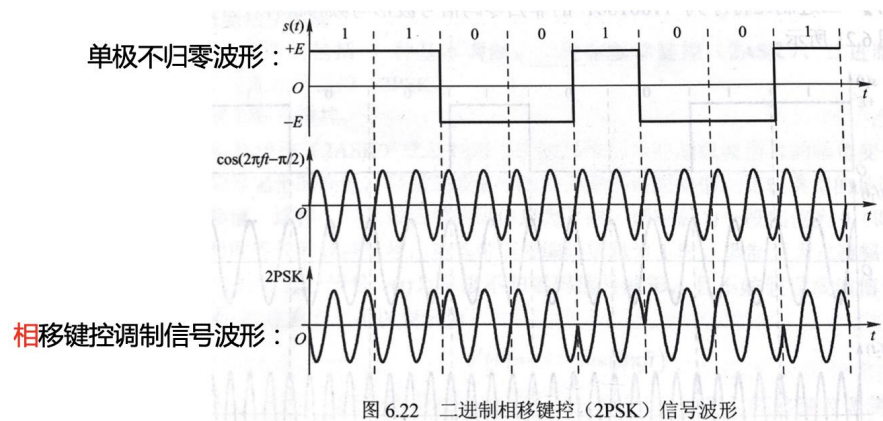 s(t)
1 1 0 0 1 0 0 1
单极不归零波形：
+E
O
t
−E
cos(2πft−π/2)
O
t
2PSK
相移键控调制信号波形：
O
t
图 6.22 二进制相移键控（2PSK）信号波形